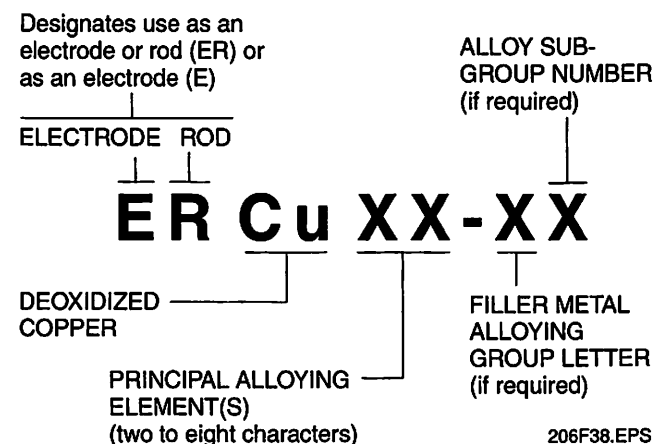 Designates use as an
electrode or rod (ER) or
as an electrode (E)
ALLOY SUB-
GROUP NUMBER
(if required)
ELECTRODE ROD
ER Cu XX-XX
DEOXIDIZED
COPPER
FILLER METAL
ALLOYING
GROUP LETTER
(if required)
PRINCIPAL ALLOYING
ELEMENT(S)
(two to eight characters)
206F38.EPS